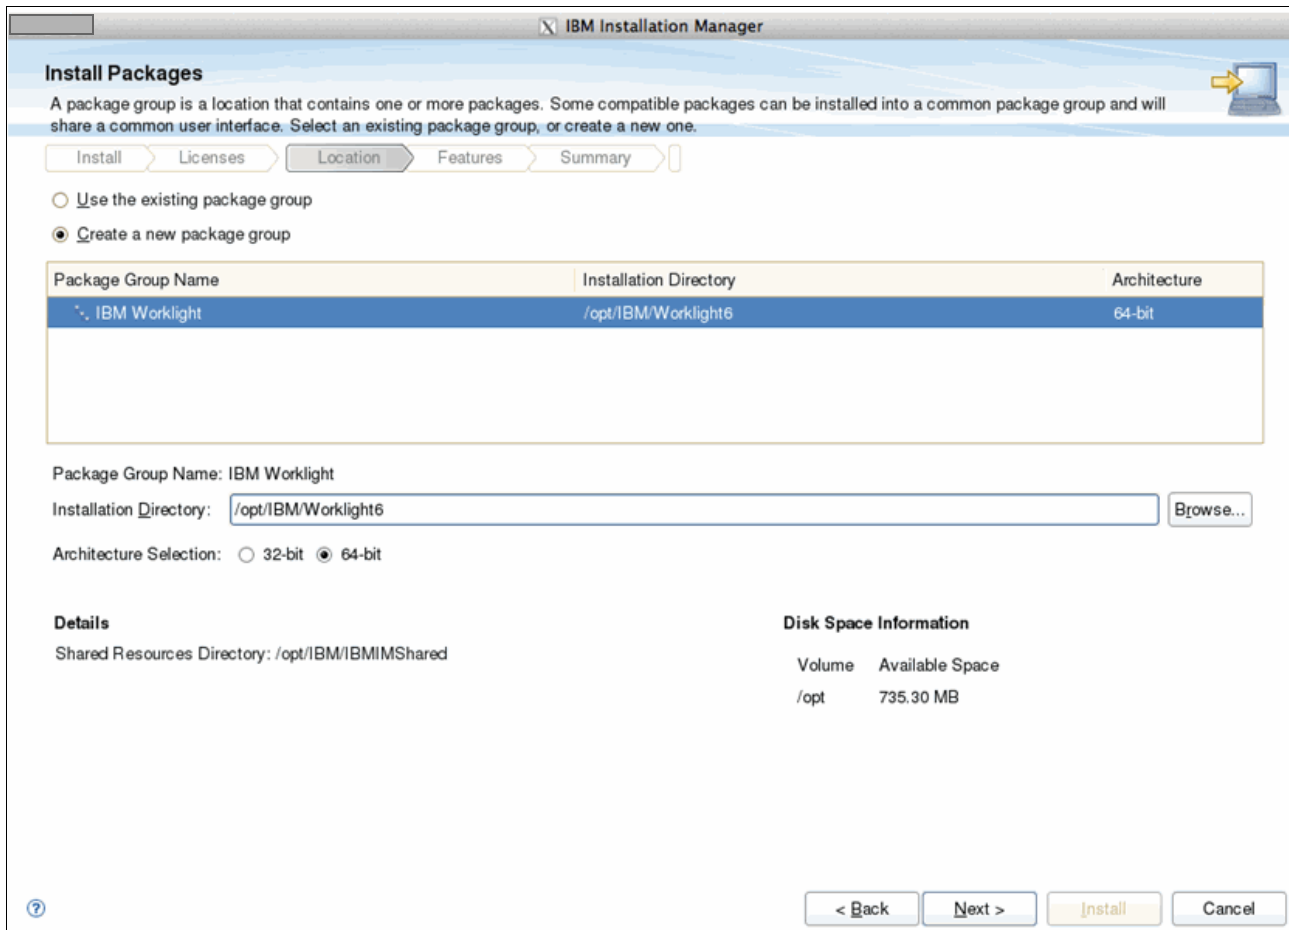 IBM Installation Manager
Install Packages
A package group is a location that contains one or more packages. Some compatible packages can be installed into a common package group and will
share a common user interface. Select an existing package group, or create a new one.
Install Licenses Location Features Summary
Use the existing package group
Create a new package group
Package Group Name Installation Directory Architecture
IBM Worklight /opt/IBM/Worklight6 64-bit
Package Group Name: IBM Worklight
Installation Directory: /opt/IBM/Worklight6 Browse...
Architecture Selection: 32-bit 64-bit
Details Disk Space Information
Shared Resources Directory: /opt/IBM/IBMIMShared
Volume Available Space
/opt 735.30 MB
? < Back Next > Install Cancel